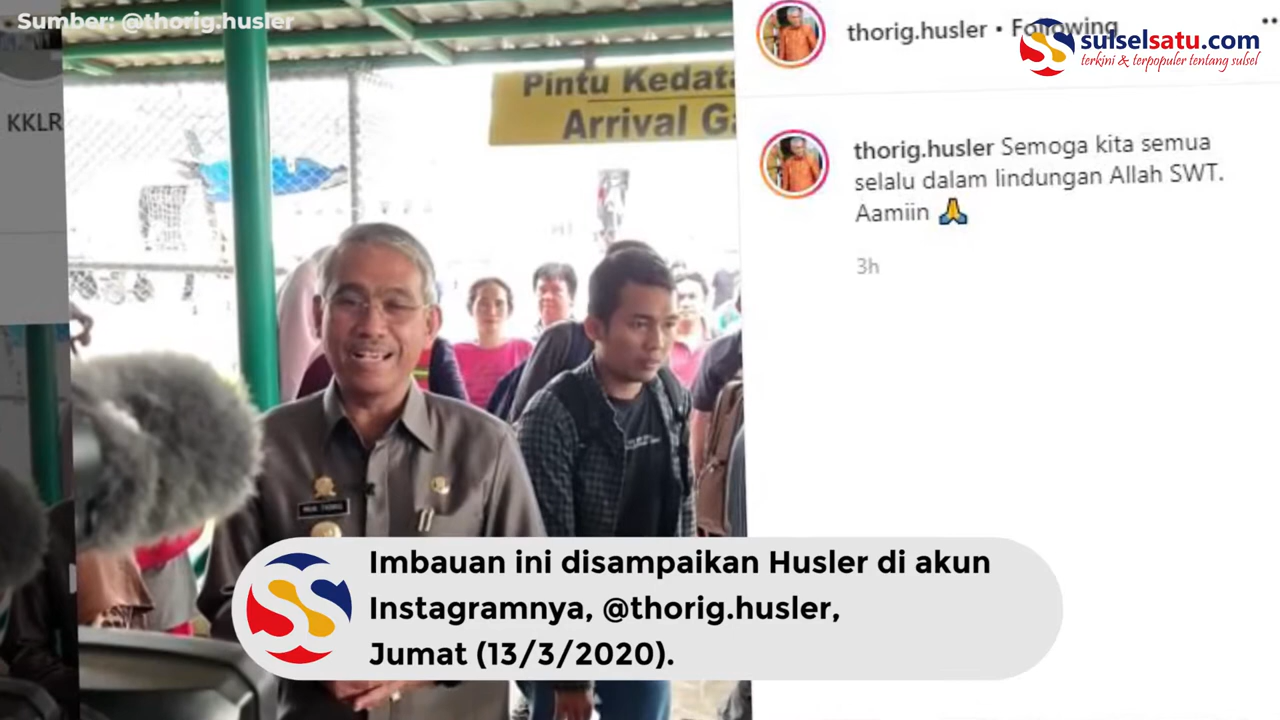 Sumber: @thorig.husler
thorig.husler • Following
sulselsatu.com
terkini & terpopuler tentang sulsel
KKLR
Pintu Kedata
Arrival Ga
thorig.husler Semoga kita semua
selalu dalam lindungan Allah SWT.
Aamiin 🙏
3h
Imbauan ini disampaikan Husler di akun
Instagramnya, @thorig.husler,
Jumat (13/3/2020).